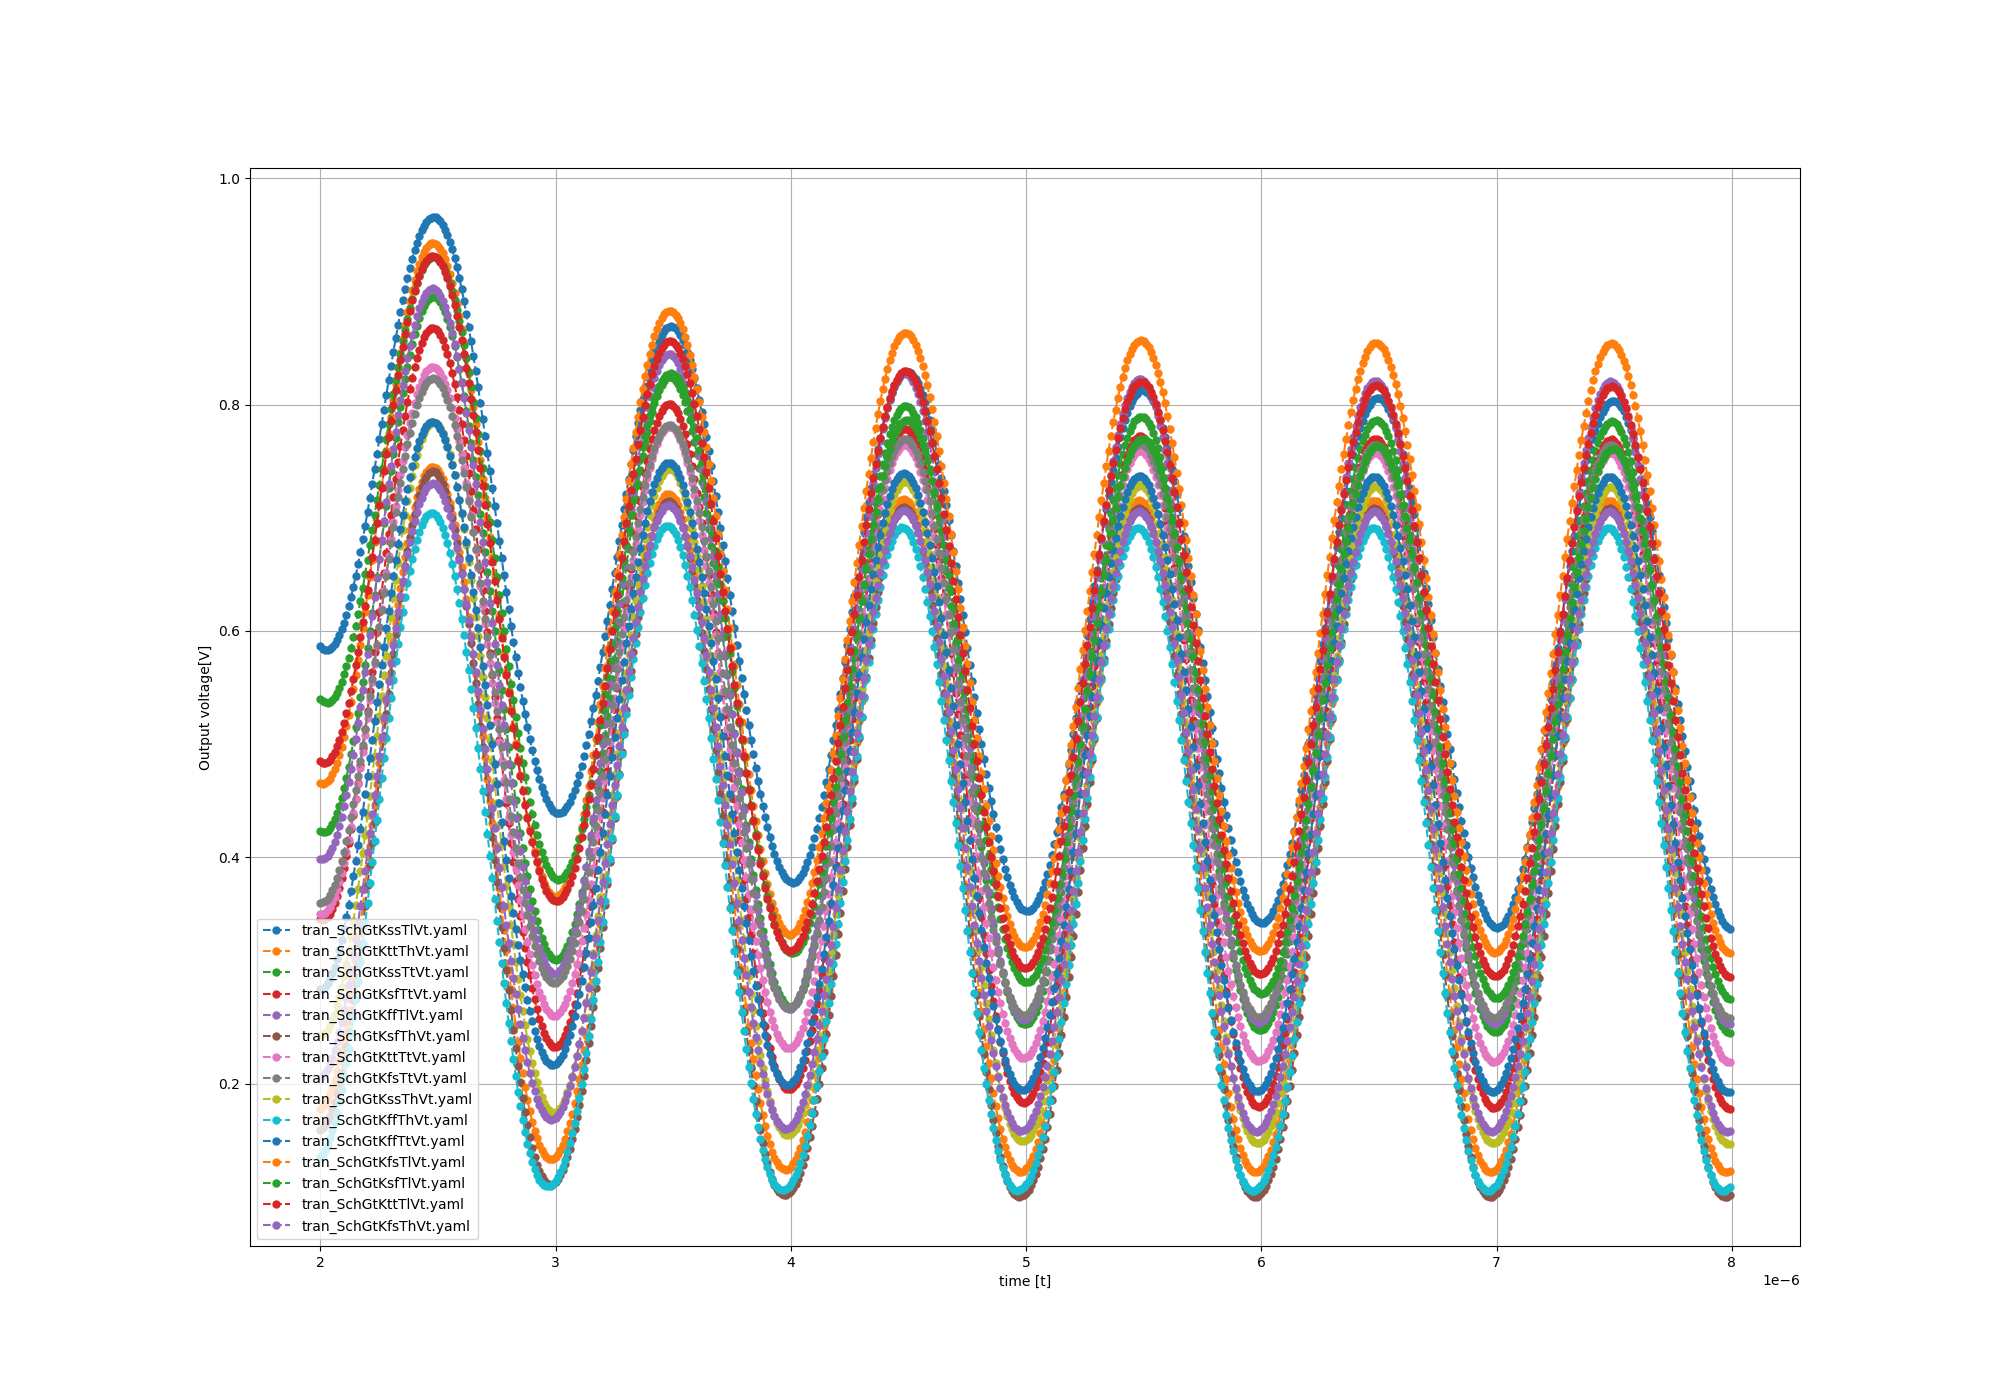 1.0
0.8
0.6
0.4
0.2
Output voltage[V]
tran_SchGtKssTlVt.yaml
tran_SchGtKttThVt.yaml
tran_SchGtKssTtVt.yaml
tran_SchGtKsfTtVt.yaml
tran_SchGtKffTlVt.yaml
tran_SchGtKsfThVt.yaml
tran_SchGtKttTtVt.yaml
tran_SchGtKfsTtVt.yaml
tran_SchGtKssThVt.yaml
tran_SchGtKffThVt.yaml
tran_SchGtKffTtVt.yaml
tran_SchGtKfsTlVt.yaml
tran_SchGtKsfTlVt.yaml
tran_SchGtKttTlVt.yaml
tran_SchGtKfsThVt.yaml
2 3 4 5 6 7 8
time [t]
1e−6